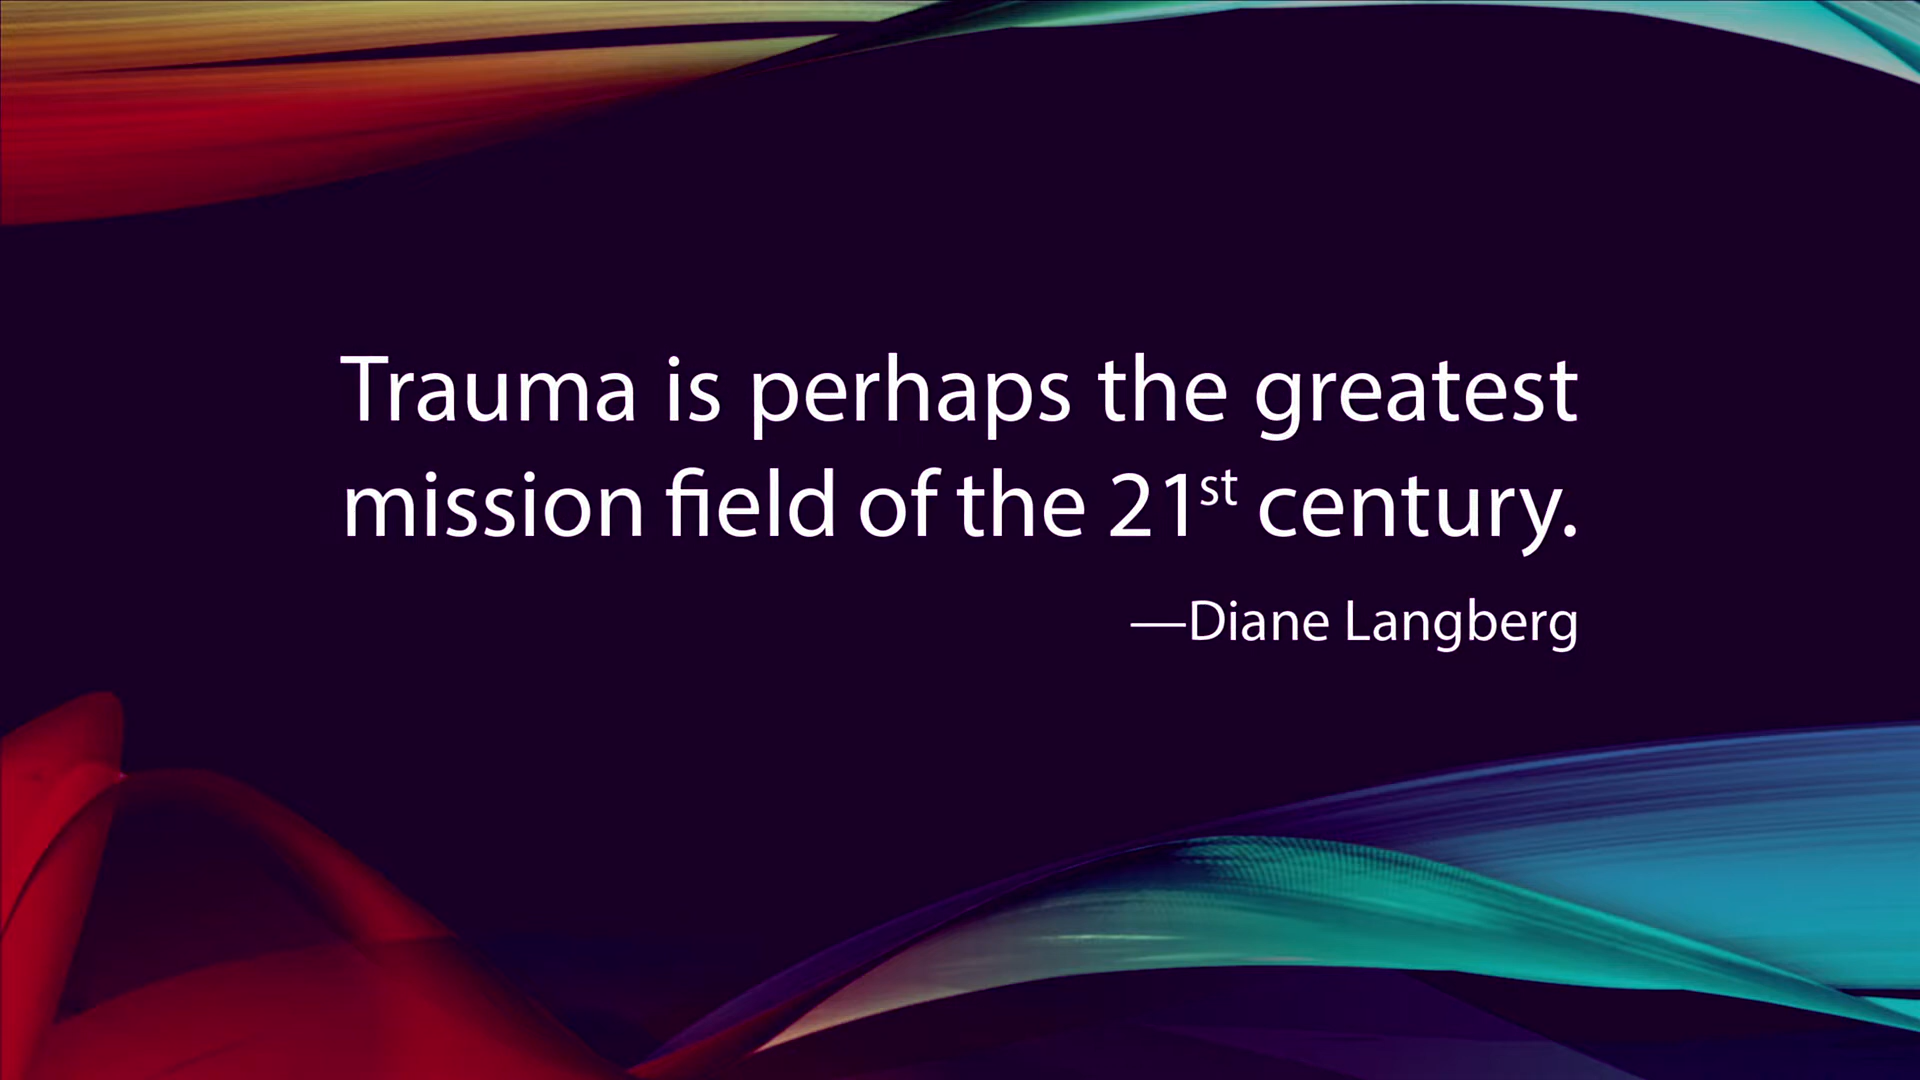 Trauma is perhaps the greatest
mission field of the 21st century.
—Diane Langberg